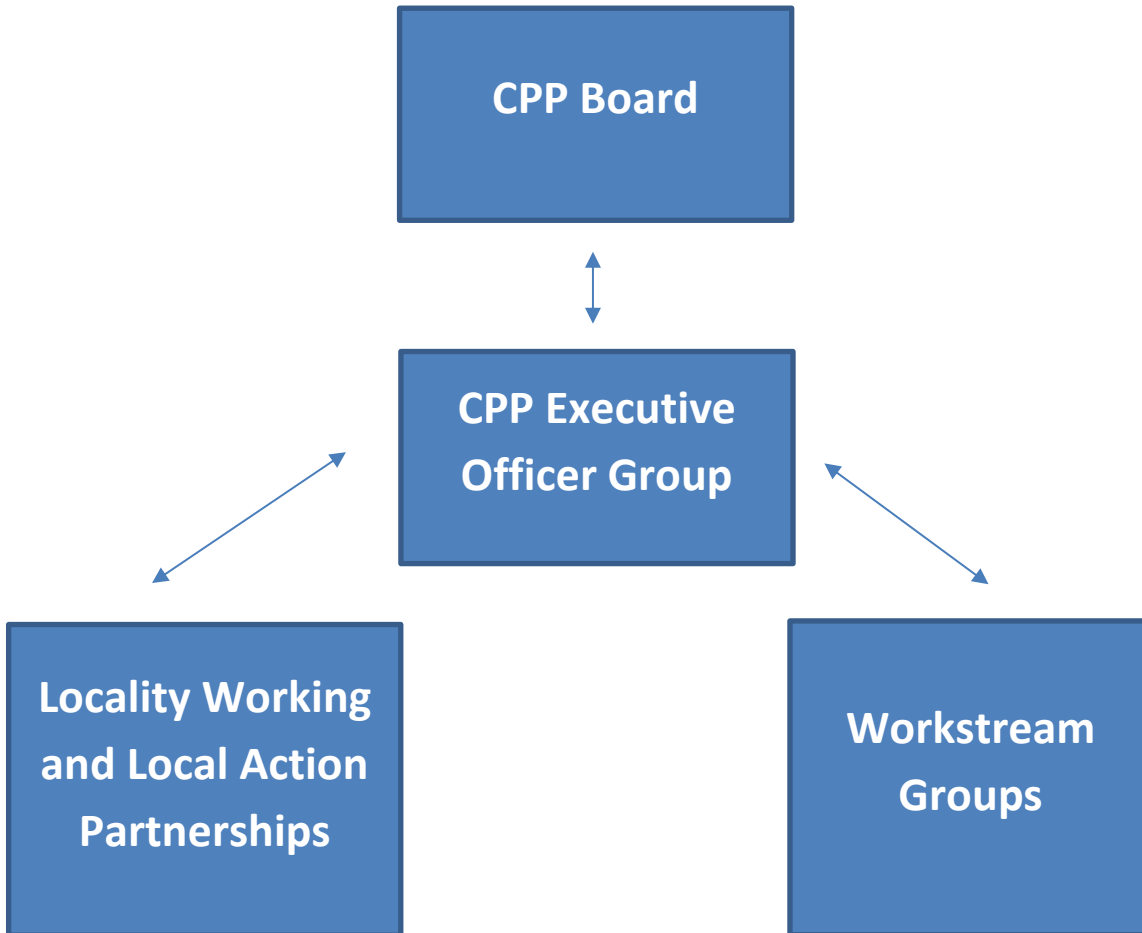 CPP Board
CPP Executive
Officer Group
Locality Working
and Local Action
Partnerships
Workstream
Groups